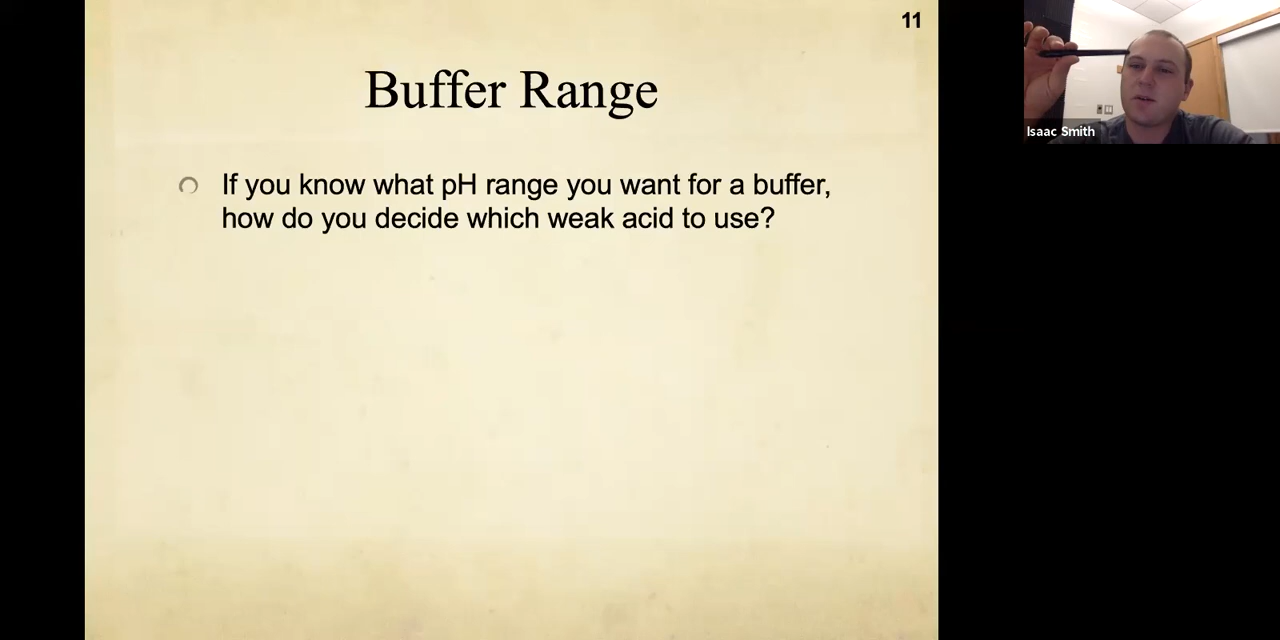 11
Buffer Range
If you know what pH range you want for a buffer,
how do you decide which weak acid to use?
Isaac Smith